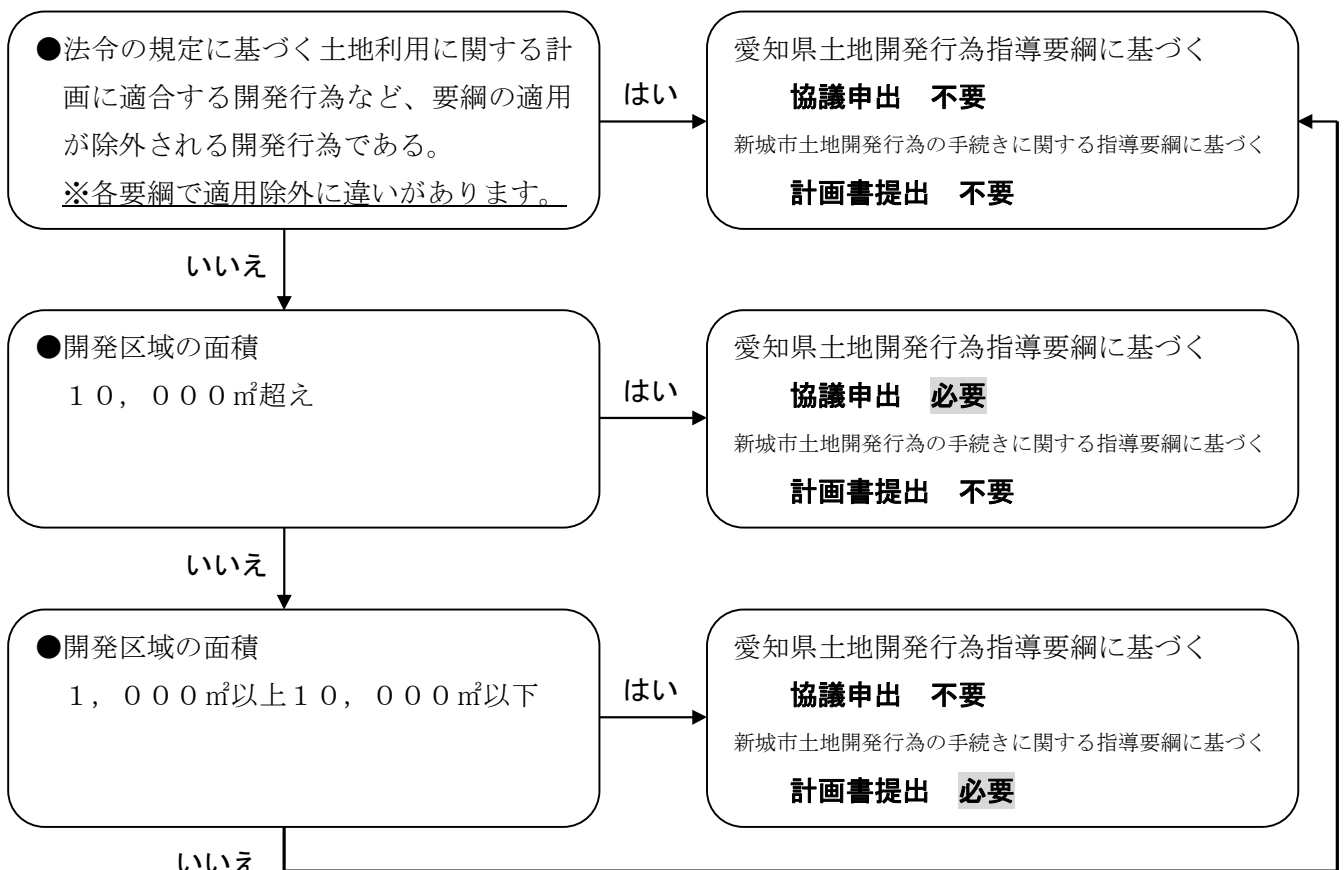 ●法令の規定に基づく土地利用に関する計
画に適合する開発行為など、要綱の適用
が除外される開発行為である。
※各要綱で適用除外に違いがあります。
はい
愛知県土地開発行為指導要綱に基づく
協議申出　不要
新城市土地開発行為の手続きに関する指導要綱に基づく
計画書提出　不要
いいえ
●開発区域の面積
１０，０００㎡超え
はい
愛知県土地開発行為指導要綱に基づく
協議申出　必要
新城市土地開発行為の手続きに関する指導要綱に基づく
計画書提出　不要
いいえ
●開発区域の面積
１，０００㎡以上１０，０００㎡以下
はい
愛知県土地開発行為指導要綱に基づく
協議申出　不要
新城市土地開発行為の手続きに関する指導要綱に基づく
計画書提出　必要
いいえ